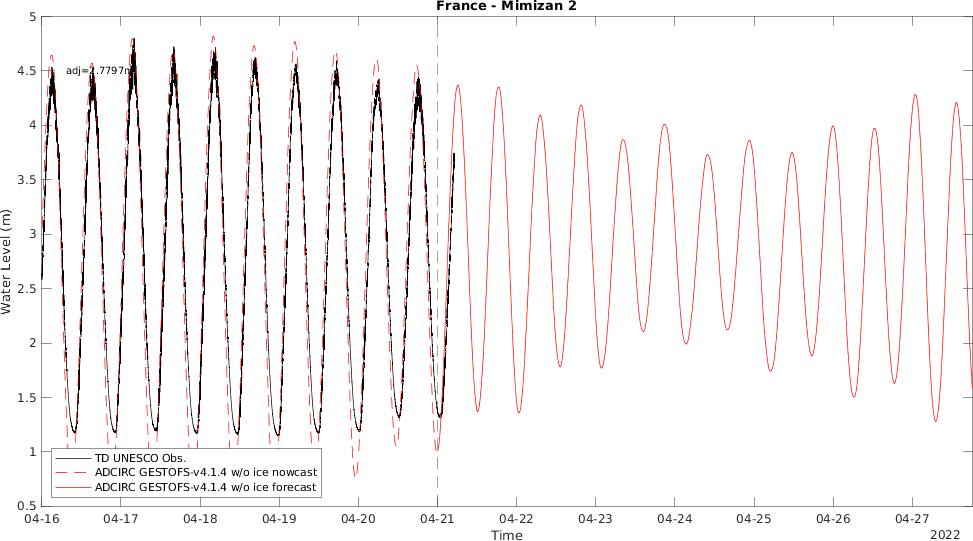 France - Mimizan 2
5
4.5
4
3.5
3
2.5
2
1.5
1
0.5
Water Level (m)
adj=2.7797m
TD UNESCO Obs.
ADCIRC GESTOFS-v4.1.4 w/o ice nowcast
ADCIRC GESTOFS-v4.1.4 w/o ice forecast
04-16 04-17 04-18 04-19 04-20 04-21 04-22 04-23 04-24 04-25 04-26 04-27
Time
2022